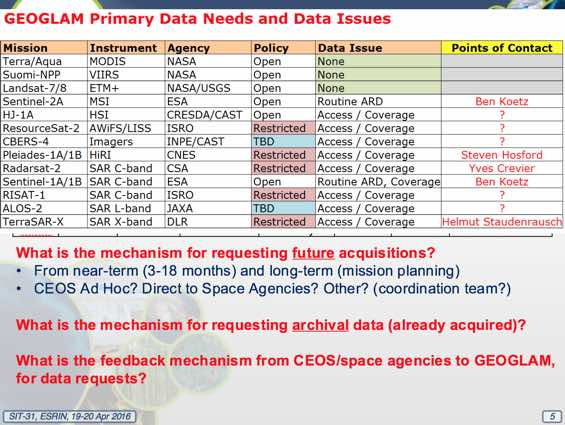 GEOGLAM Primary Data Needs and Data Issues
Mission Instrument Agency Policy Data Issue Points of Contact
Terra/Aqua MODIS NASA Open None
Suomi-NPP VIIRS NASA Open None
Landsat-7/8 ETM+ NASA/USGS Open None
Sentinel-2A MSI ESA Open Routine ARD Ben Koetz
HJ-1A HSI CRESDA/CAST Open Access / Coverage ?
ResourceSat-2 AWiFS/LISS ISRO Restricted Access / Coverage ?
CBERS-4 Imagers INPE/CAST TBD Access / Coverage ?
Pleiades-1A/1B HiRI CNES Restricted Access / Coverage Steven Hosford
Radarsat-2 SAR C-band CSA Restricted Access / Coverage Yves Crevier
Sentinel-1A/1B SAR C-band ESA Open Routine ARD, Coverage Ben Koetz
RISAT-1 SAR C-band ISRO Restricted Access / Coverage ?
ALOS-2 SAR L-band JAXA TBD Access / Coverage ?
TerraSAR-X SAR X-band DLR Restricted Access / Coverage Helmut Staudenrausch
What is the mechanism for requesting future acquisitions?
• From near-term (3-18 months) and long-term (mission planning)
• CEOS Ad Hoc? Direct to Space Agencies? Other? (coordination team?)
What is the mechanism for requesting archival data (already acquired)?
What is the feedback mechanism from CEOS/space agencies to GEOGLAM,
for data requests?
SIT-31, ESRIN, 19-20 Apr 2016
5